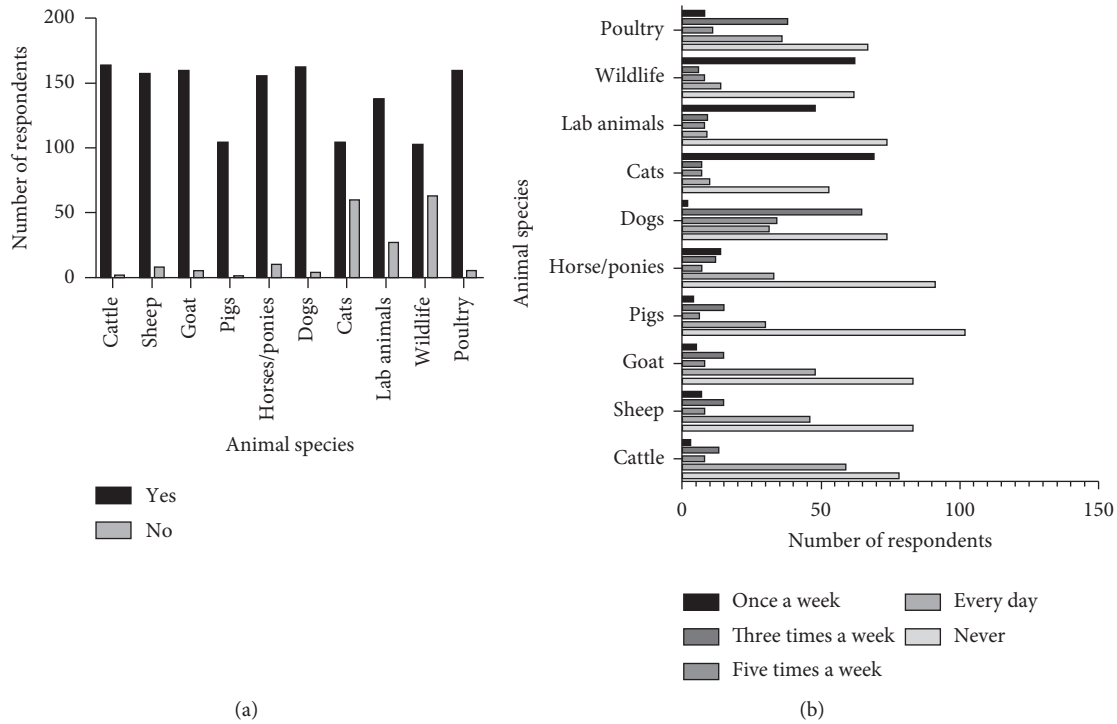 200
150
100
50
0
Number of respondents
Cattle
Sheep
Goat
Pigs
Horses/ponies
Dogs
Cats
Lab animals
Wildlife
Poultry
Animal species
Yes
No
(a)
Poultry
Wildlife
Lab animals
Cats
Dogs
Horse/ponies
Pigs
Goat
Sheep
Cattle
Animal species
0 50 100 150
Number of respondents
Once a week
Three times a week
Five times a week
Every day
Never
(b)